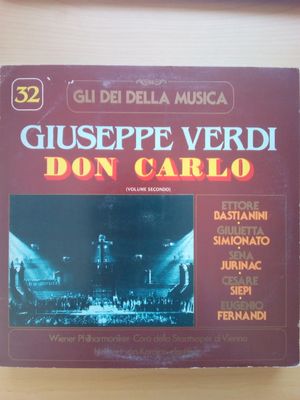 32
GLI DEI DELLA MUSICA
GIUSEPPE VERDI
DON CARLO
(VOLUME SECONDO)
ETTORE
BASTIANINI
GIULIETTA
SIMIONATO
SENA
JURINAC
CESARE
SIEPI
EUGENIO
FERNANDI
Wiener Philharmoniker · Coro della Staatsoper di Vienna